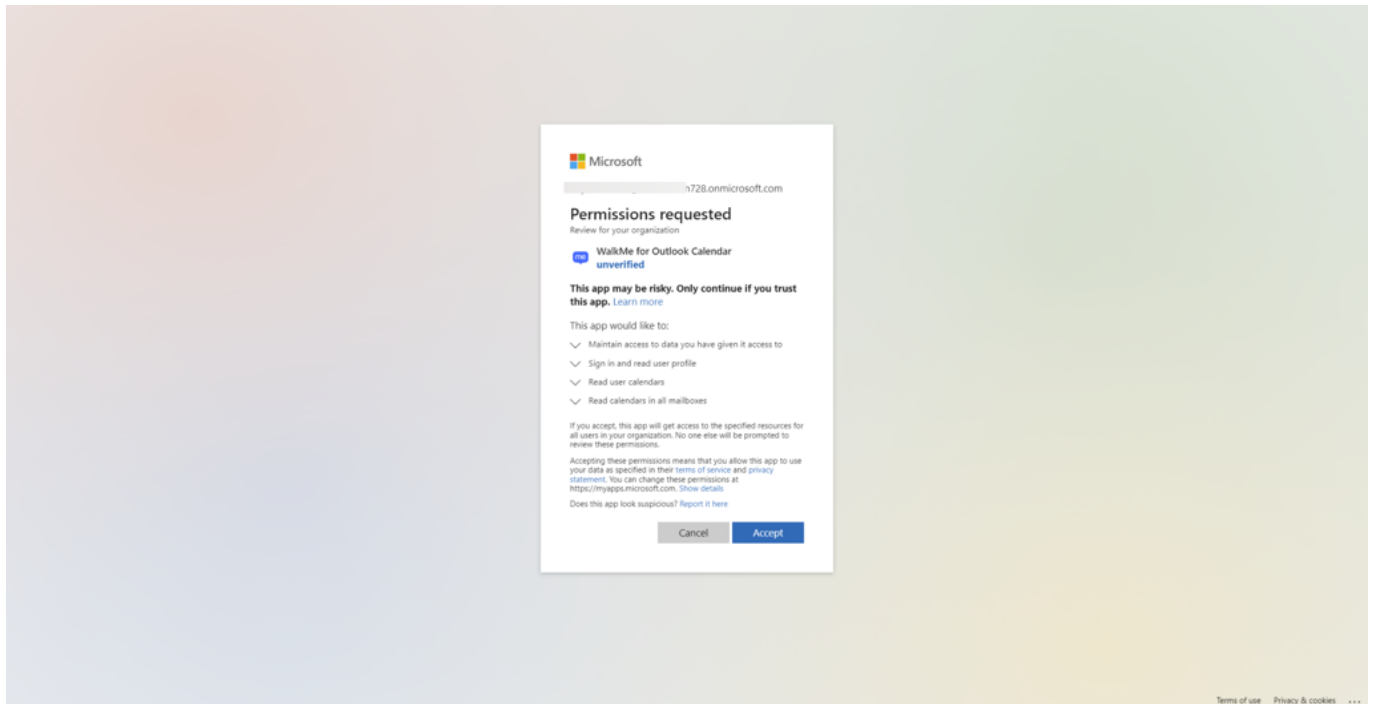 Microsoft
n728.onmicrosoft.com
Permissions requested
Review for your organization
me
WalkMe for Outlook Calendar
unverified
This app may be risky. Only continue if you trust
this app. Learn more
This app would like to:
Maintain access to data you have given it access to
Sign in and read user profile
Read user calendars
Read calendars in all mailboxes
If you accept, this app will get access to the specified resources for
all users in your organization. No one else will be prompted to
review these permissions.
Accepting these permissions means that you allow this app to use
your data as specified in their terms of service and privacy
statement. You can change these permissions at
https://myapps.microsoft.com. Show details
Does this app look suspicious? Report it here
Cancel Accept
Terms of use Privacy & cookies ...